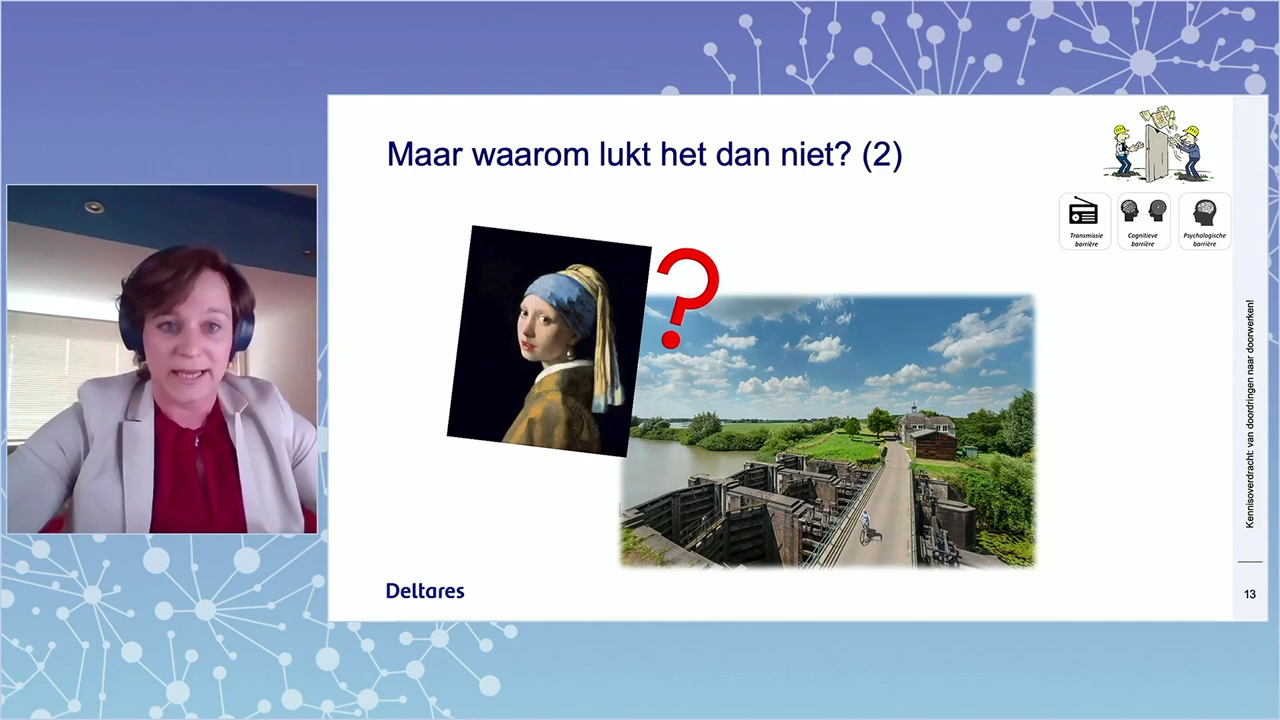 Maar waarom lukt het dan niet? (2)
Transmissie
barrière
Cognitieve
barrière
Psychologische
barrière
?
Kennisoverdracht: van doordringen naar doorwerken!
Deltares
13